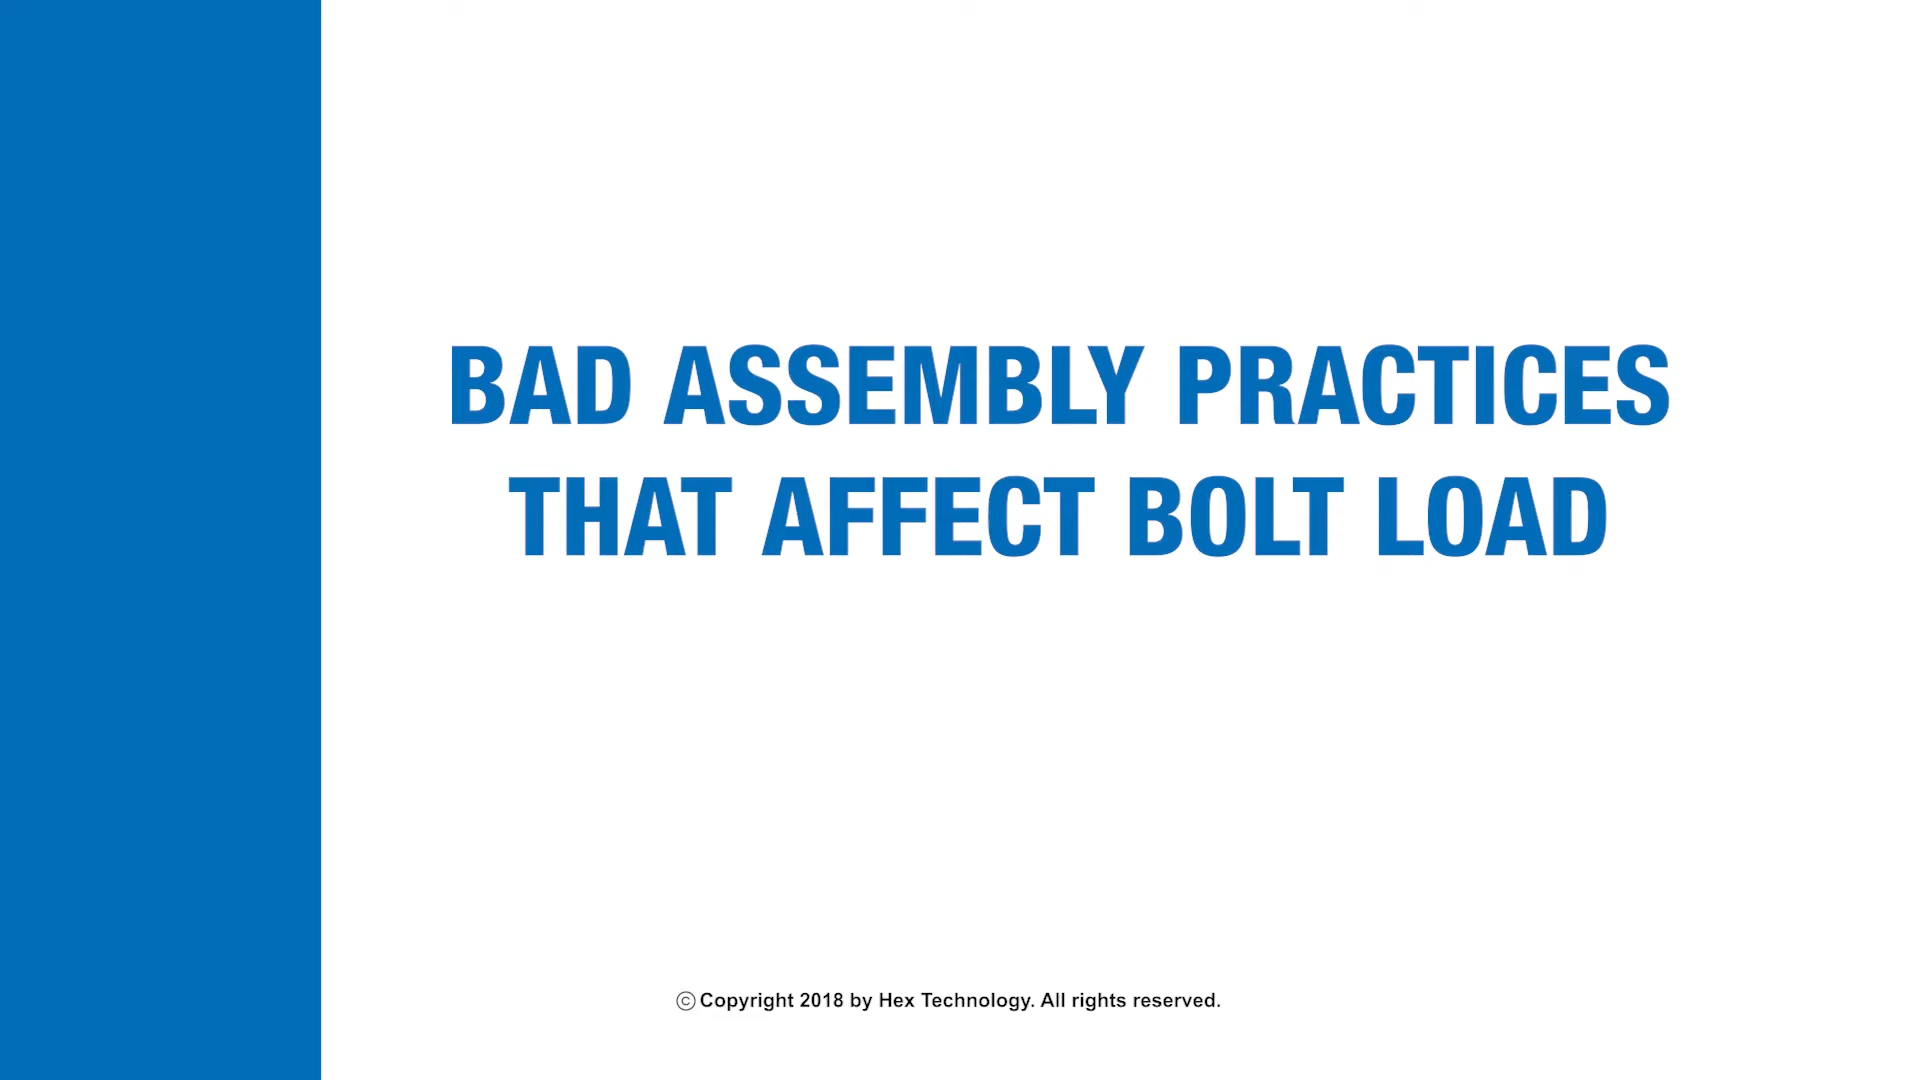 BAD ASSEMBLY PRACTICES
THAT AFFECT BOLT LOAD
© Copyright 2018 by Hex Technology. All rights reserved.